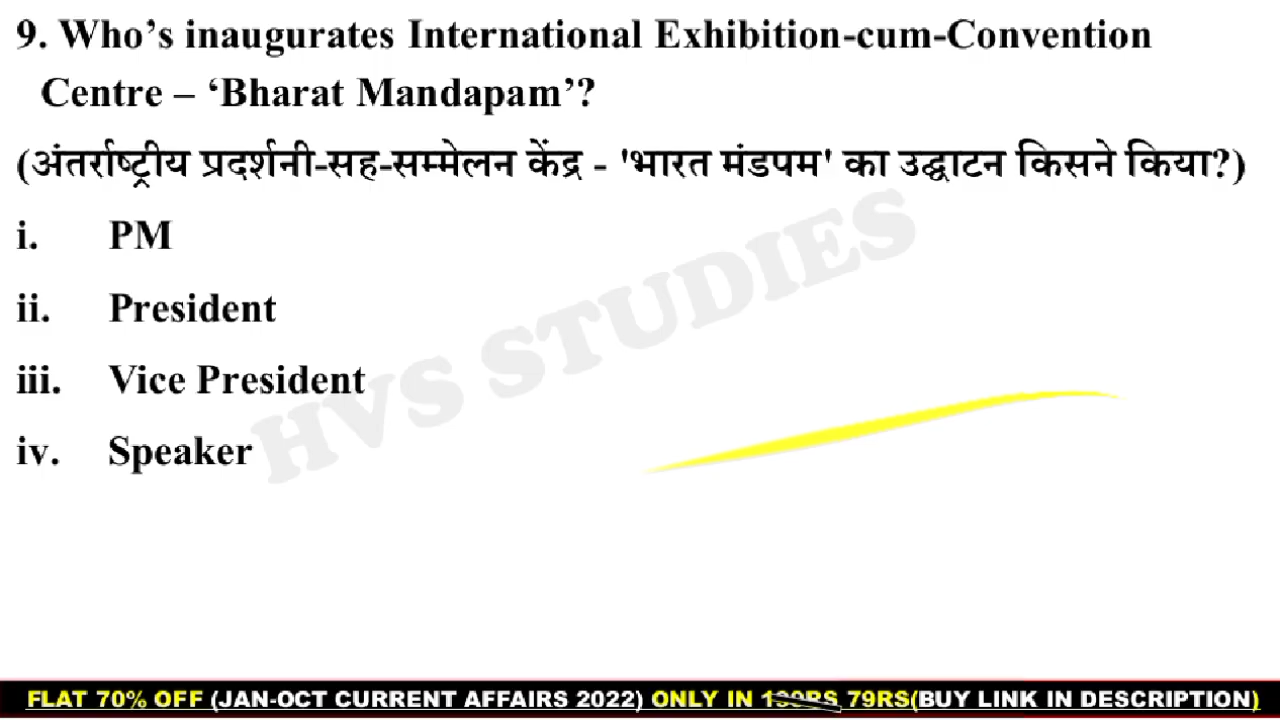 9. Who’s inaugurates International Exhibition-cum-Convention
Centre – ‘Bharat Mandapam’?
(अंतर्राष्ट्रीय प्रदर्शनी-सह-सम्मेलन केंद्र - 'भारत मंडपम' का उद्घाटन किसने किया?)
i. PM
ii. President
iii. Vice President
iv. Speaker
HVS STUDIES
FLAT 70% OFF (JAN-OCT CURRENT AFFAIRS 2022) ONLY IN 139RS 79RS(BUY LINK IN DESCRIPTION)